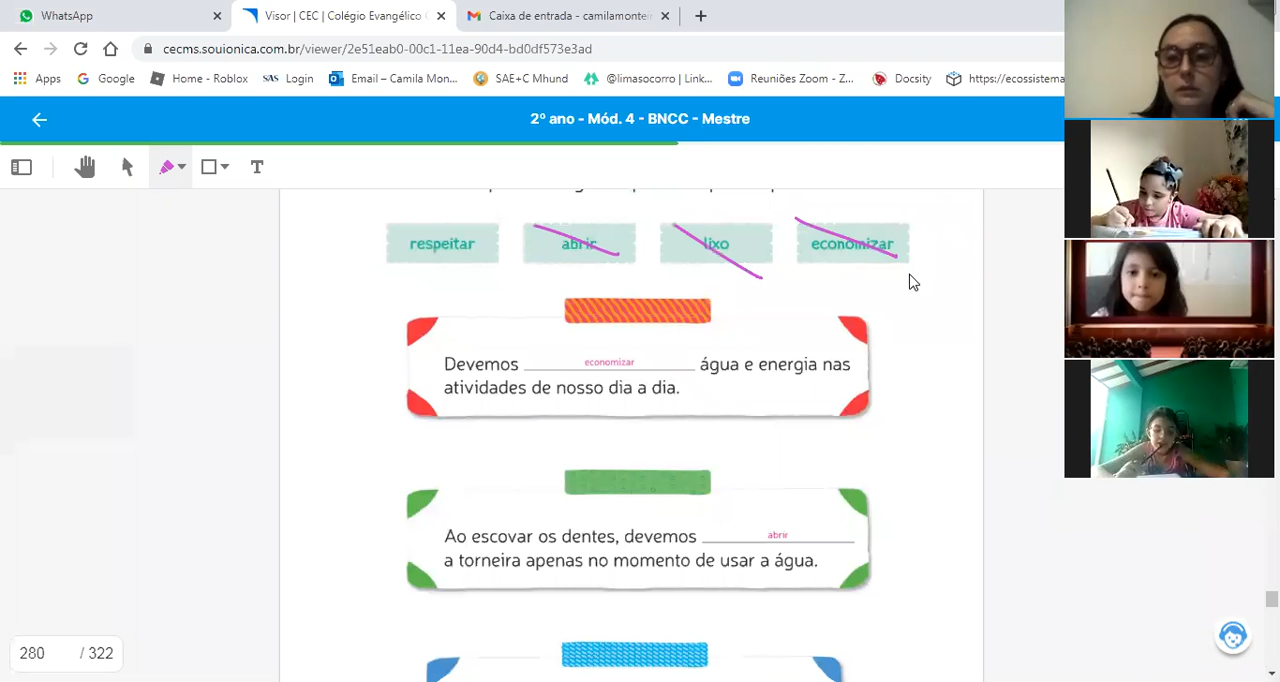 WhatsApp
Visor | CEC | Colégio Evangélico
Caixa de entrada - camilamonter
cecms.souionica.com.br/viewer/2e51eab0-00c1-11ea-90d4-bd0df573e3ad
Apps Google Home - Roblox SAS Login Email – Camila Mon... SAE+C Mhund @limasocorro | Link... Reuniões Zoom - Z... Docsity https://ecossistema
2º ano - Mód. 4 - BNCC - Mestre
T
respeitar abrir lixo economizar
Devemos economizar água e energia nas
atividades de nosso dia a dia.
Ao escovar os dentes, devemos abrir
a torneira apenas no momento de usar a água.
280 / 322